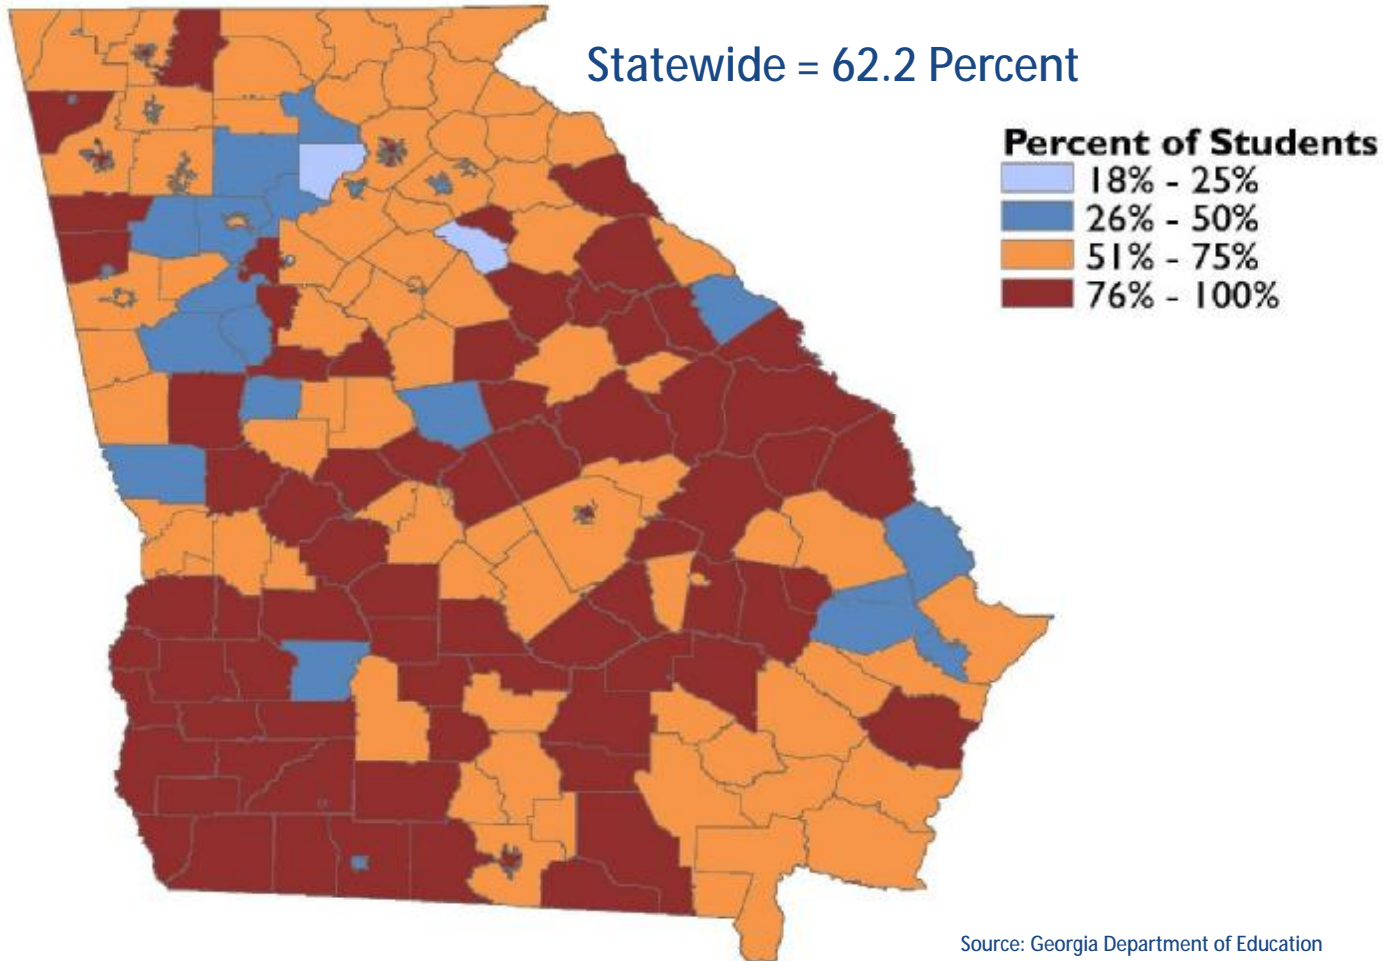 Statewide = 62.2 Percent
Percent of Students
18% - 25%
26% - 50%
51% - 75%
76% - 100%
Source: Georgia Department of Education